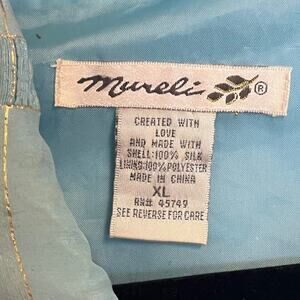 Mureli ®
CREATED WITH
LOVE
AND MADE WITH
SHELL:100% SILK
LINING:100% POLYESTER
MADE IN CHINA
XL
RN# 45749
SEE REVERSE FOR CARE